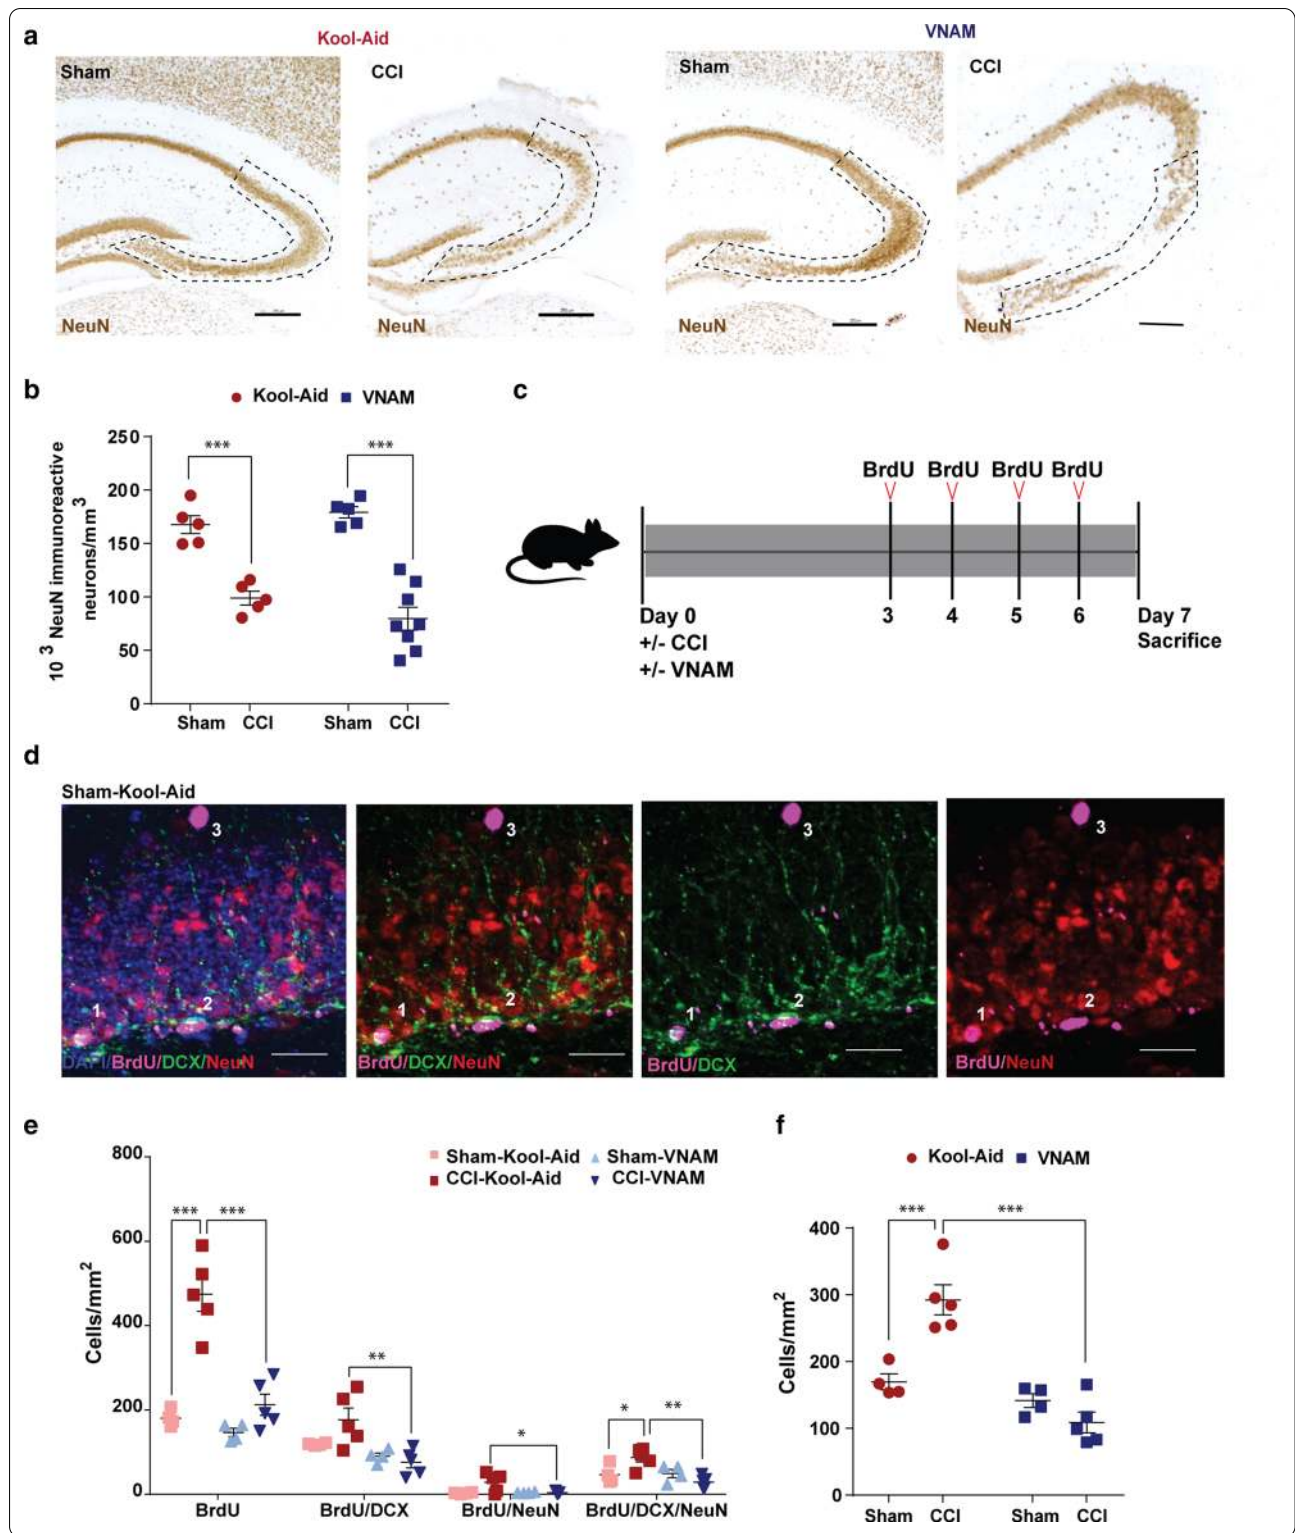 a
Kool-Aid
VNAM
Sham
CCI
Sham
CCI
NeuN
NeuN
NeuN
NeuN
b
Kool-Aid
VNAM
10³ NeuN immunoreactive
neurons/mm³
250
200
150
100
50
0
***
***
Sham
CCI
Sham
CCI
c
BrdU
BrdU
BrdU
BrdU
Day 0
3
4
5
6
Day 7
+/- CCI
+/- VNAM
Sacrifice
d
Sham-Kool-Aid
3
3
3
3
1
2
1
2
1
2
1
2
DAPI/BrdU/DCX/NeuN
BrdU/DCX/NeuN
BrdU/DCX
BrdU/NeuN
e
Sham-Kool-Aid
Sham-VNAM
CCI-Kool-Aid
CCI-VNAM
Cells/mm²
800
600
400
200
0
***
***
**
*
*
**
BrdU
BrdU/DCX
BrdU/NeuN
BrdU/DCX/NeuN
f
Kool-Aid
VNAM
Cells/mm²
400
300
200
100
0
***
***
Sham
CCI
Sham
CCI